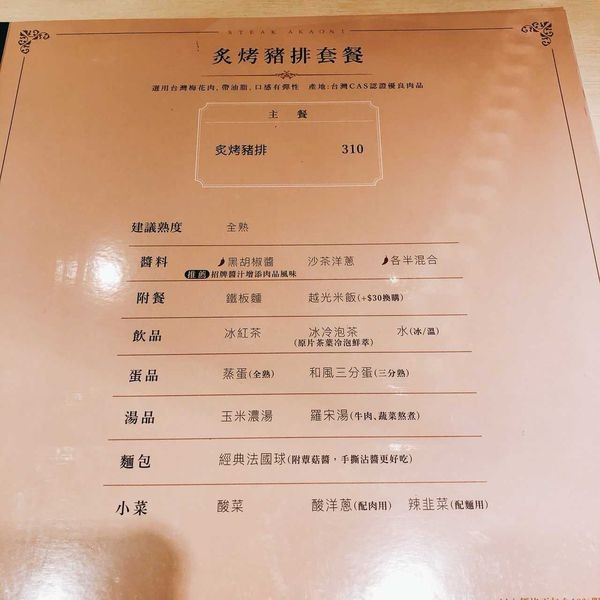 STEAK AKAONI
炙烤豬排套餐
選用台灣梅花肉, 帶油脂, 口感有彈性 產地:台灣CAS認證優良肉品
主 餐
炙烤豬排 310
建議熟度 全熟
醬料 黑胡椒醬 沙茶洋蔥 各半混合
推薦 招牌醬汁增添肉品風味
附餐 鐵板麵 越光米飯(+$30換購)
飲品 冰紅茶 冰冷泡茶 水(冰/溫)
(原片茶葉冷泡鮮萃)
蛋品 蒸蛋(全熟) 和風三分蛋(三分熟)
湯品 玉米濃湯 羅宋湯(牛肉、蔬菜熬煮)
麵包 經典法國球(附蕈菇醬，手撕沾醬更好吃)
小菜 酸菜 酸洋蔥(配肉用) 辣韭菜(配麵用)